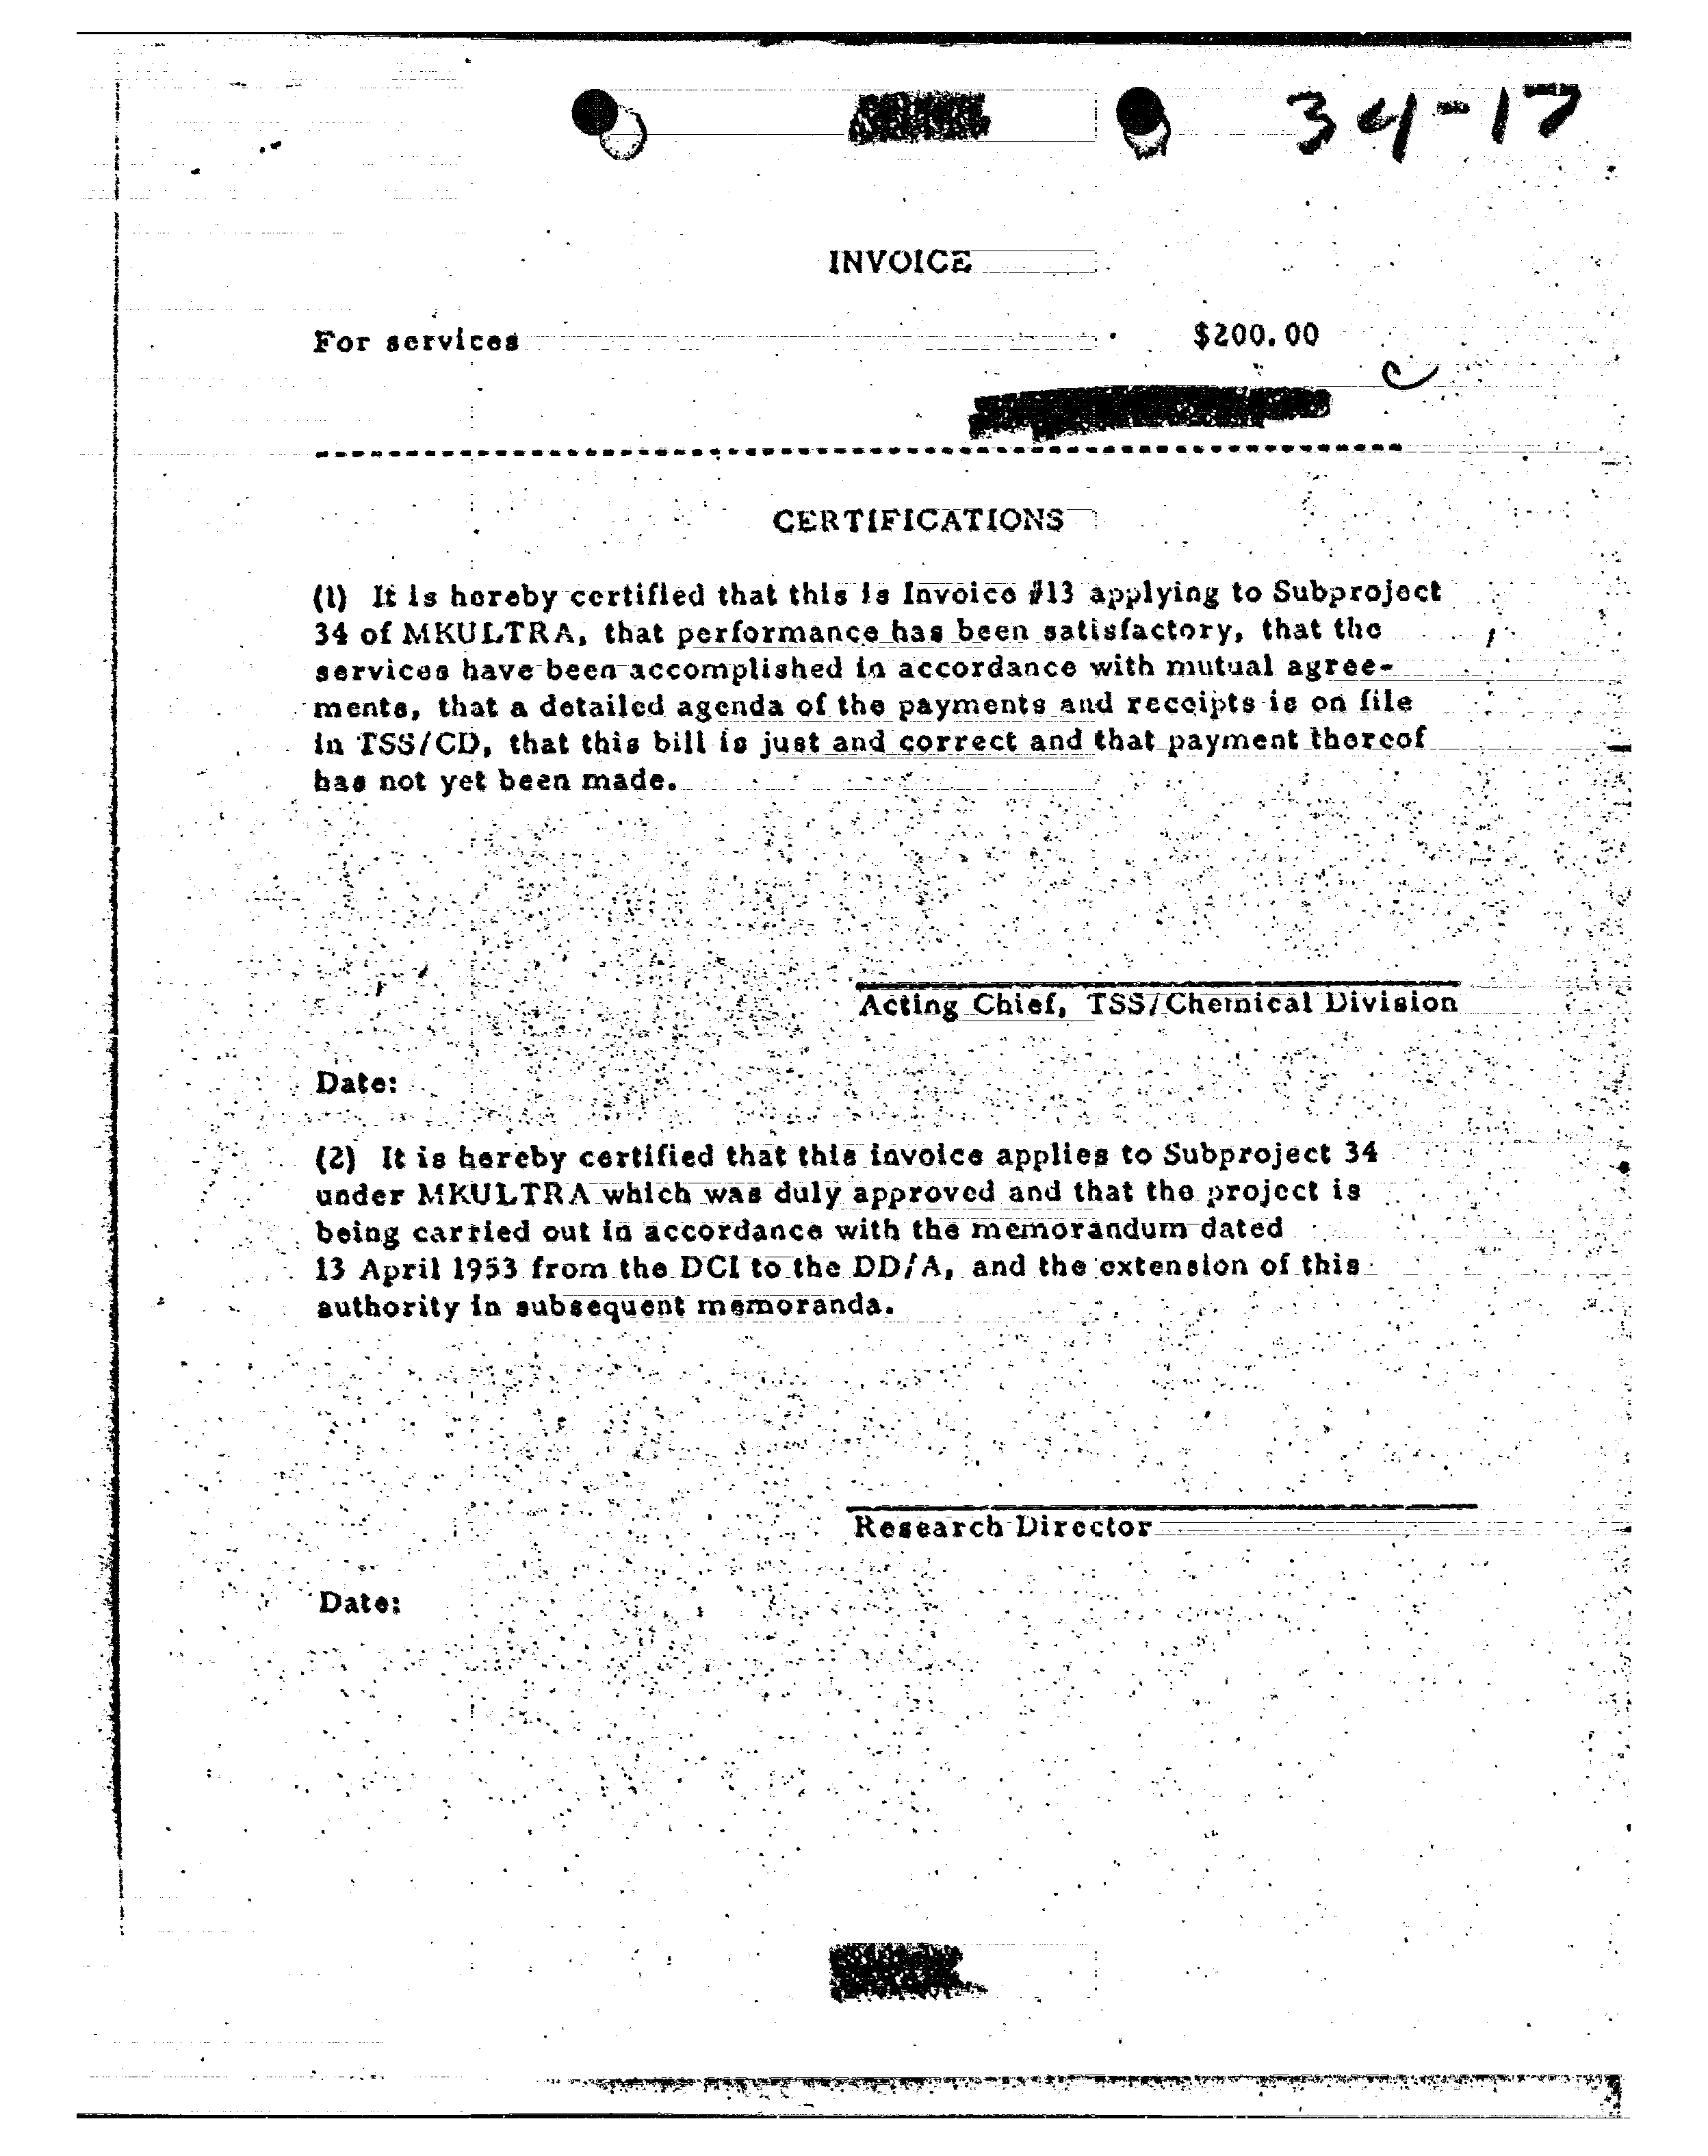 34-17
INVOICE
For services $200.00
CERTIFICATIONS
(1) It is hereby certified that this is Invoice #13 applying to Subproject
34 of MKULTRA, that performance has been satisfactory, that the
services have been accomplished in accordance with mutual agree-
ments, that a detailed agenda of the payments and receipts is on file
in TSS/CD, that this bill is just and correct and that payment thereof
has not yet been made.
Acting Chief, TSS/Chemical Division
Date:
(2) It is hereby certified that this invoice applies to Subproject 34
under MKULTRA which was duly approved and that the project is
being carried out in accordance with the memorandum dated
13 April 1953 from the DCI to the DD/A, and the extension of this
authority in subsequent memoranda.
Research Director
Date: